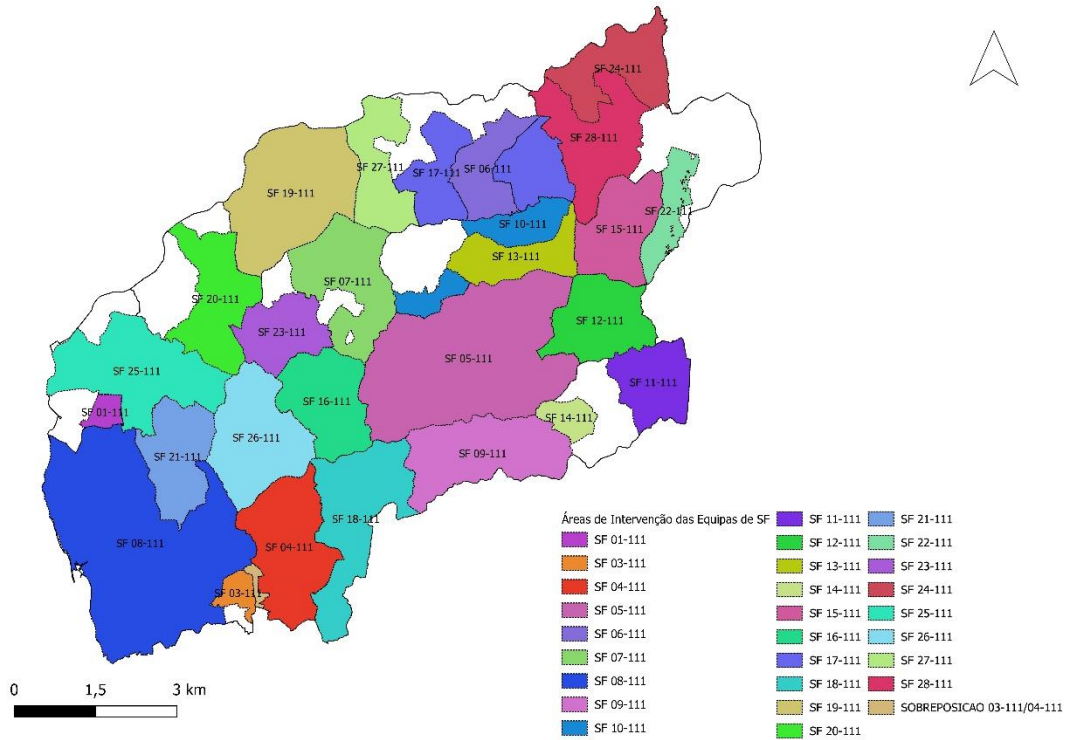 SF 24-111
SF 28-111
SF 27-111
SF 17-111
SF 06-111
SF 19-111
SF 22-111
SF 10-111
SF 15-111
SF 13-111
SF 07-111
SF 20-111
SF 12-111
SF 23-111
SF 05-111
SF 25-111
SF 11-111
SF 16-111
SF 01-111
SF 14-111
SF 26-111
SF 09-111
SF 21-111
SF 18-111
SF 08-111
SF 04-111
SF 03-111
0 1,5 3 km
Áreas de Intervenção das Equipas de SF
SF 01-111
SF 03-111
SF 04-111
SF 05-111
SF 06-111
SF 07-111
SF 08-111
SF 09-111
SF 10-111
SF 11-111
SF 12-111
SF 13-111
SF 14-111
SF 15-111
SF 16-111
SF 17-111
SF 18-111
SF 19-111
SF 20-111
SF 21-111
SF 22-111
SF 23-111
SF 24-111
SF 25-111
SF 26-111
SF 27-111
SF 28-111
SOBREPOSICAO 03-111/04-111